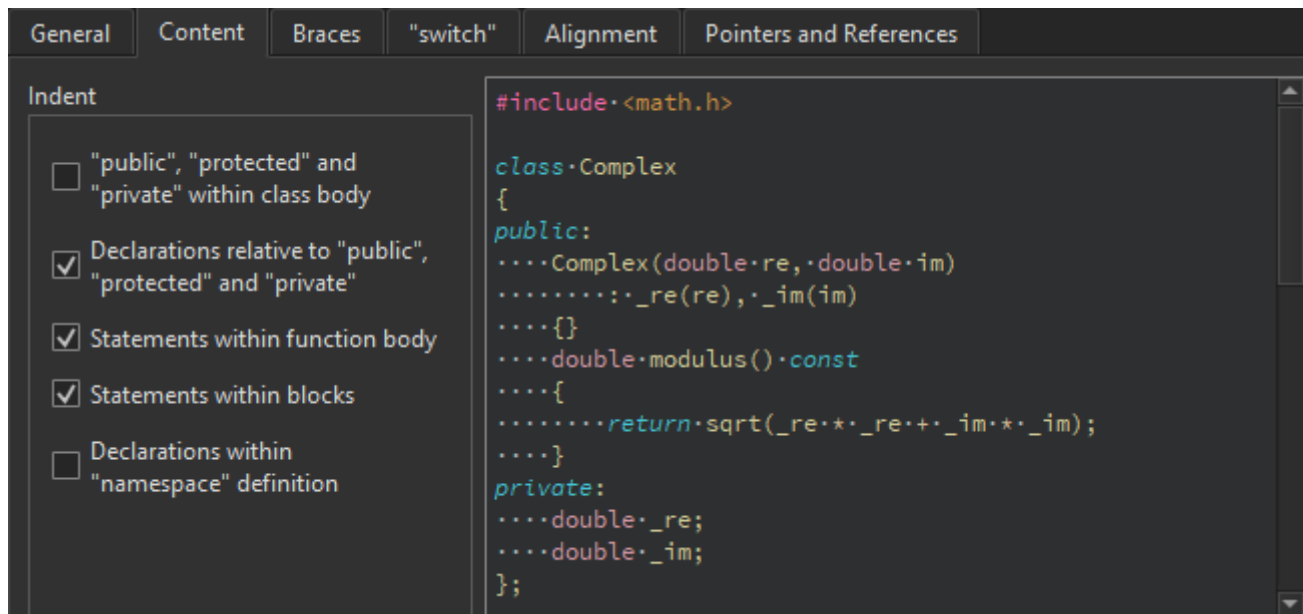 General Content Braces "switch" Alignment Pointers and References
Indent
"public", "protected" and
"private" within class body
Declarations relative to "public",
"protected" and "private"
Statements within function body
Statements within blocks
Declarations within
"namespace" definition
#include·<math.h>
class·Complex
{
public:
····Complex(double·re,·double·im)
········:·_re(re),·_im(im)
····{}
····double·modulus()·const
····{
········return·sqrt(_re·*·_re·+·_im·*·_im);
····}
private:
····double·_re;
····double·_im;
};